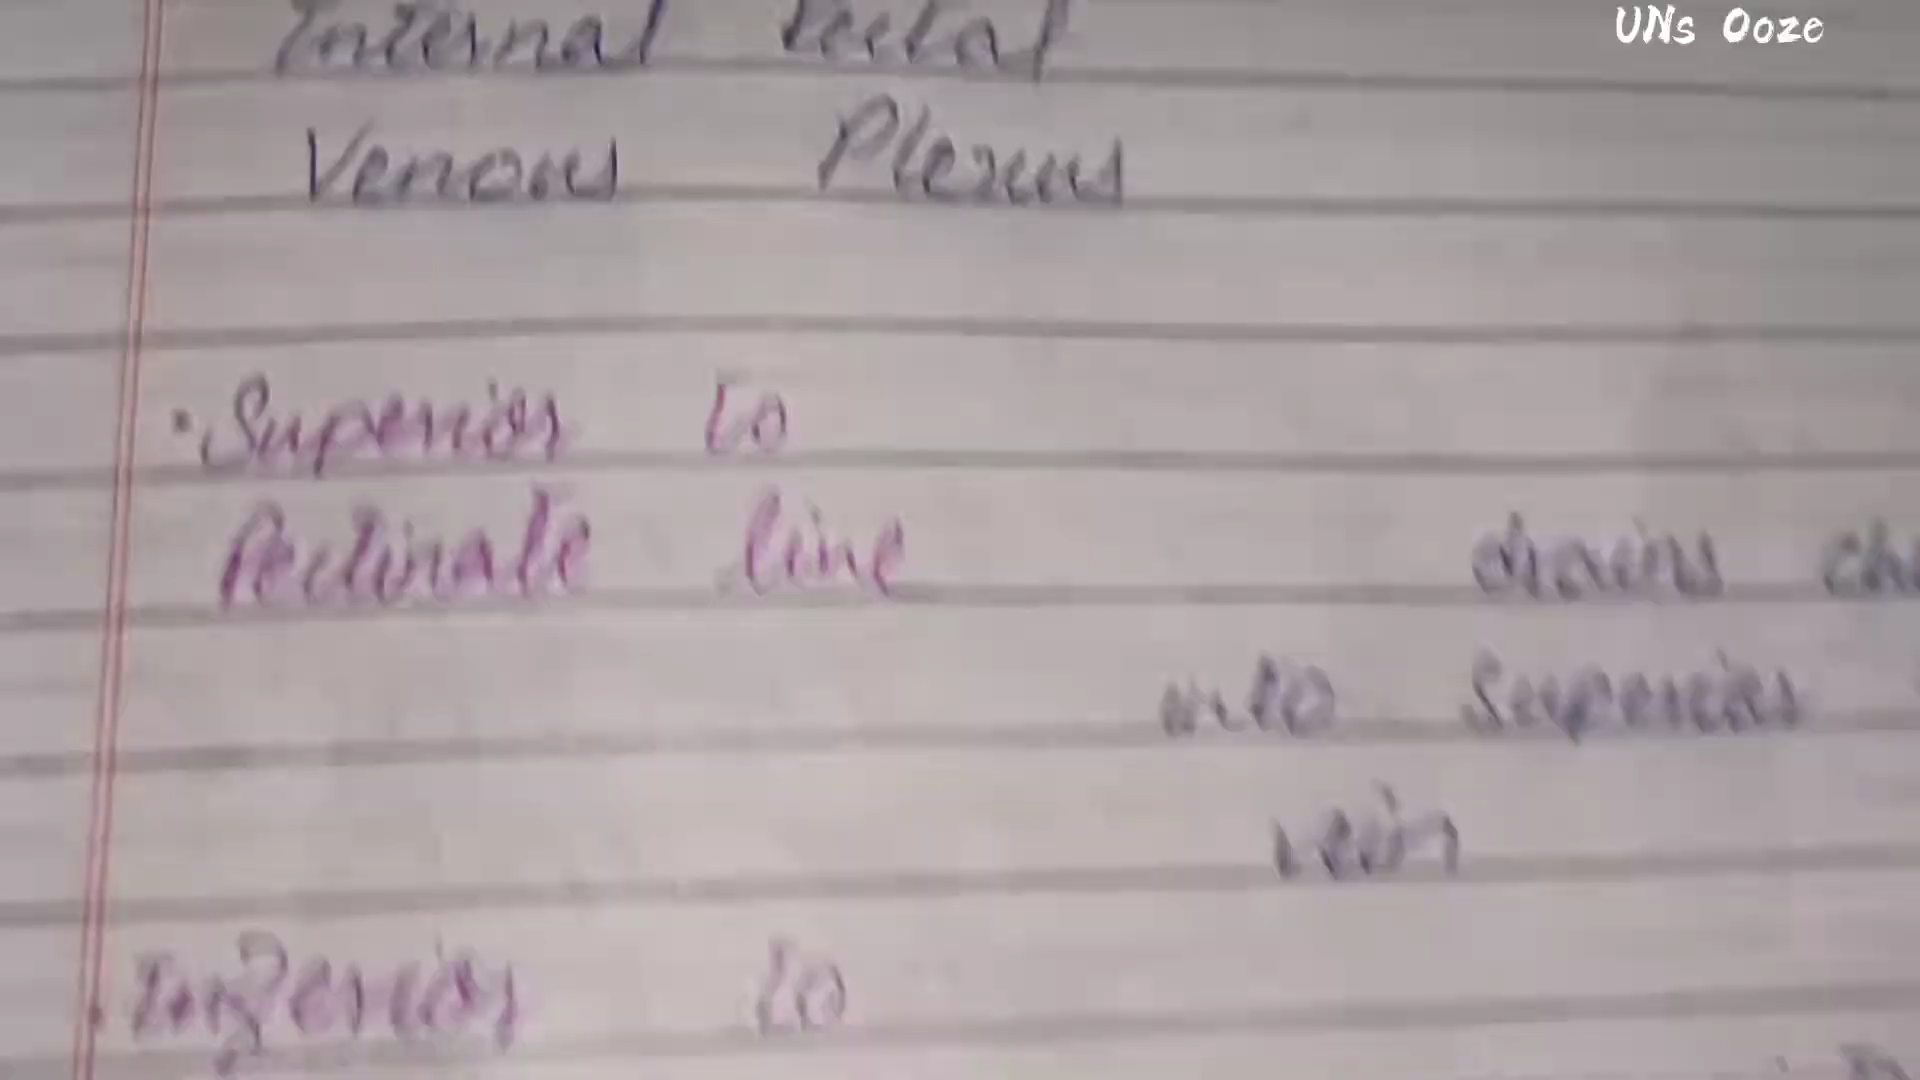 UNs Ooze
Internal rectal
Venous Plexus
• Superior to
Pectinate line
drains
into Superior
vein
• Inferior to